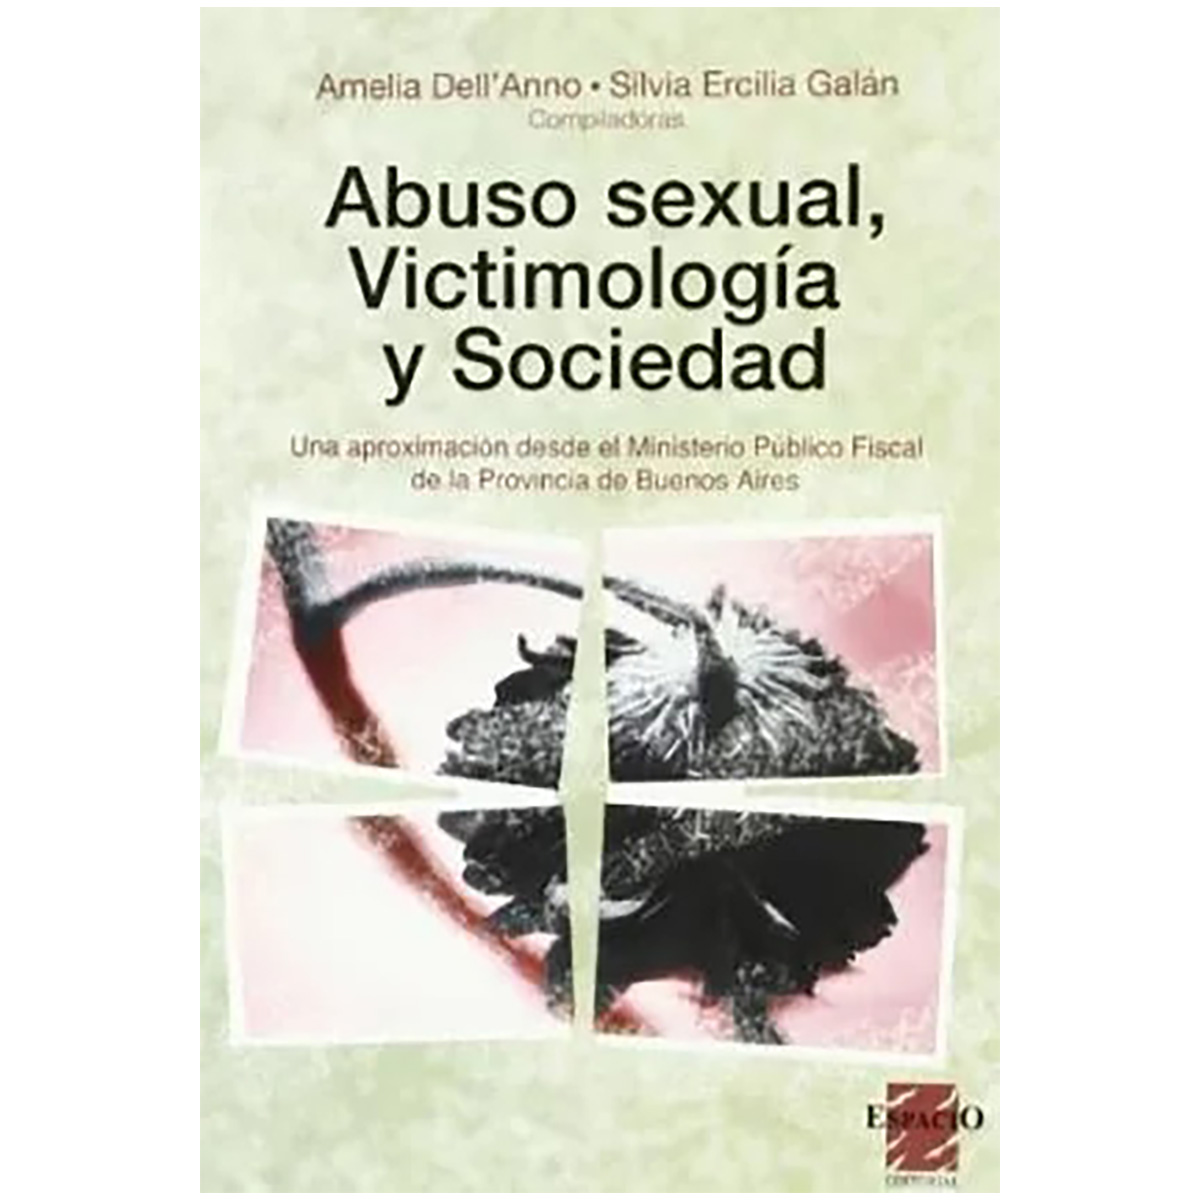 Amelia Dell'Anno • Silvia Ercilia Galán
Compiladoras
Abuso sexual,
Victimología
y Sociedad
Una aproximación desde el Ministerio Público Fiscal
de la Provincia de Buenos Aires
ESPACIO
EDITORIAL